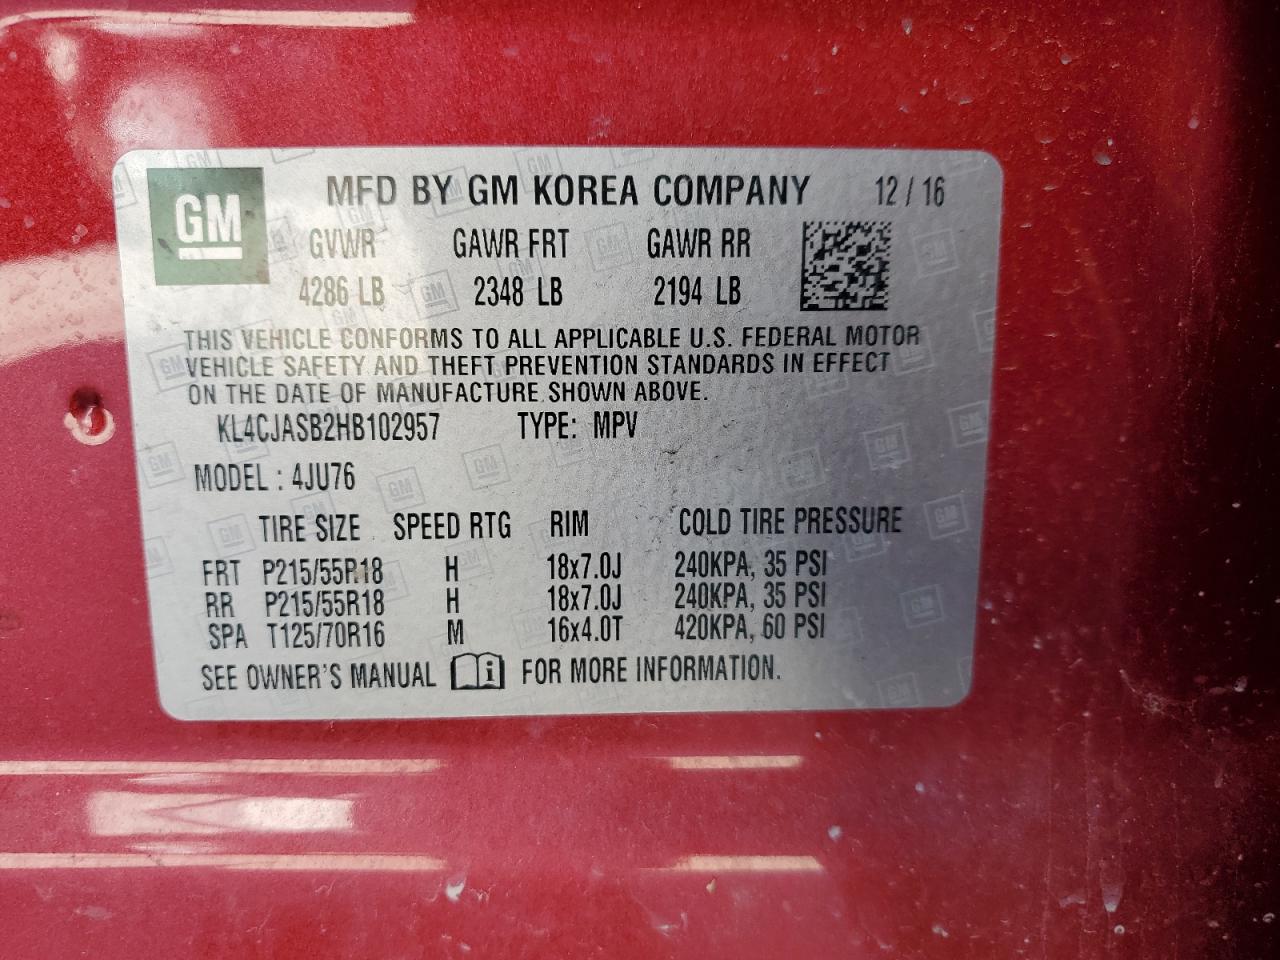 GM MFD BY GM KOREA COMPANY 12 / 16
GVWR GAWR FRT GAWR RR
4286 LB 2348 LB 2194 LB
THIS VEHICLE CONFORMS TO ALL APPLICABLE U.S. FEDERAL MOTOR
VEHICLE SAFETY AND THEFT PREVENTION STANDARDS IN EFFECT
ON THE DATE OF MANUFACTURE SHOWN ABOVE.
KL4CJASB2HB102957 TYPE: MPV
MODEL : 4JU76
TIRE SIZE SPEED RTG RIM COLD TIRE PRESSURE
FRT P215/55R18 H 18x7.0J 240KPA, 35 PSI
RR P215/55R18 H 18x7.0J 240KPA, 35 PSI
SPA T125/70R16 M 16x4.0T 420KPA, 60 PSI
SEE OWNER'S MANUAL i FOR MORE INFORMATION.